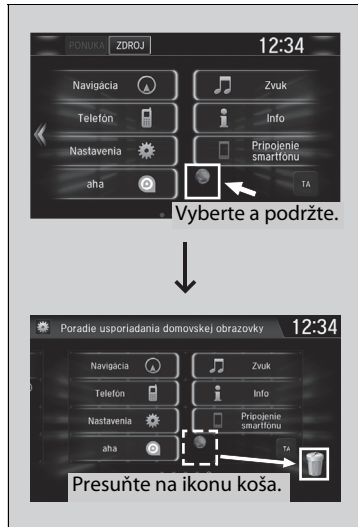 PONUKA ZDROJ 12:34
Navigácia Zvuk
Telefón Info
Nastavenia Pripojenie smartfónu
aha TA
Vyberte a podržte.
Poradie usporiadania domovskej obrazovky 12:34
Navigácia Zvuk
Telefón Info
Nastavenia Pripojenie smartfónu
aha TA
Presuňte na ikonu koša.